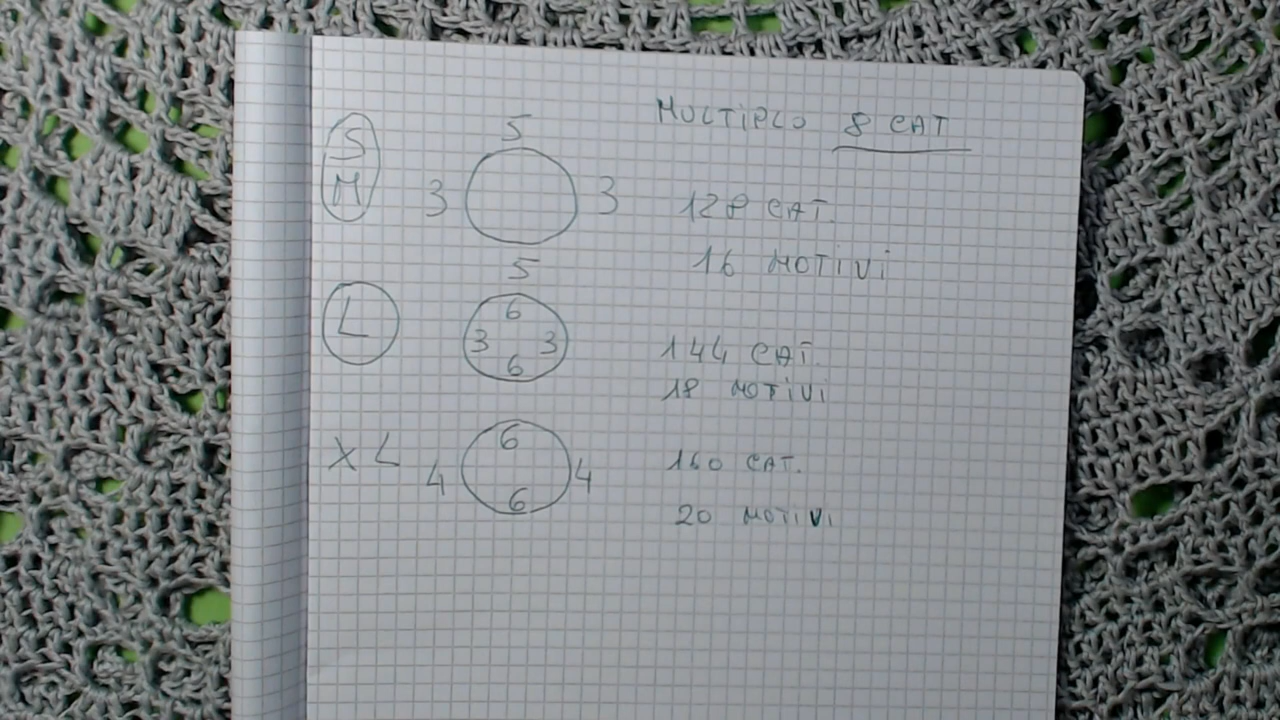 MULTIPLO 8 CAT
S
M
5
3 3
5
128 CAT.
16 MOTIVI
L
6
3 3
6
144 CAT.
18 MOTIVI
XL
6
4 4
6
160 CAT.
20 MOTIVI